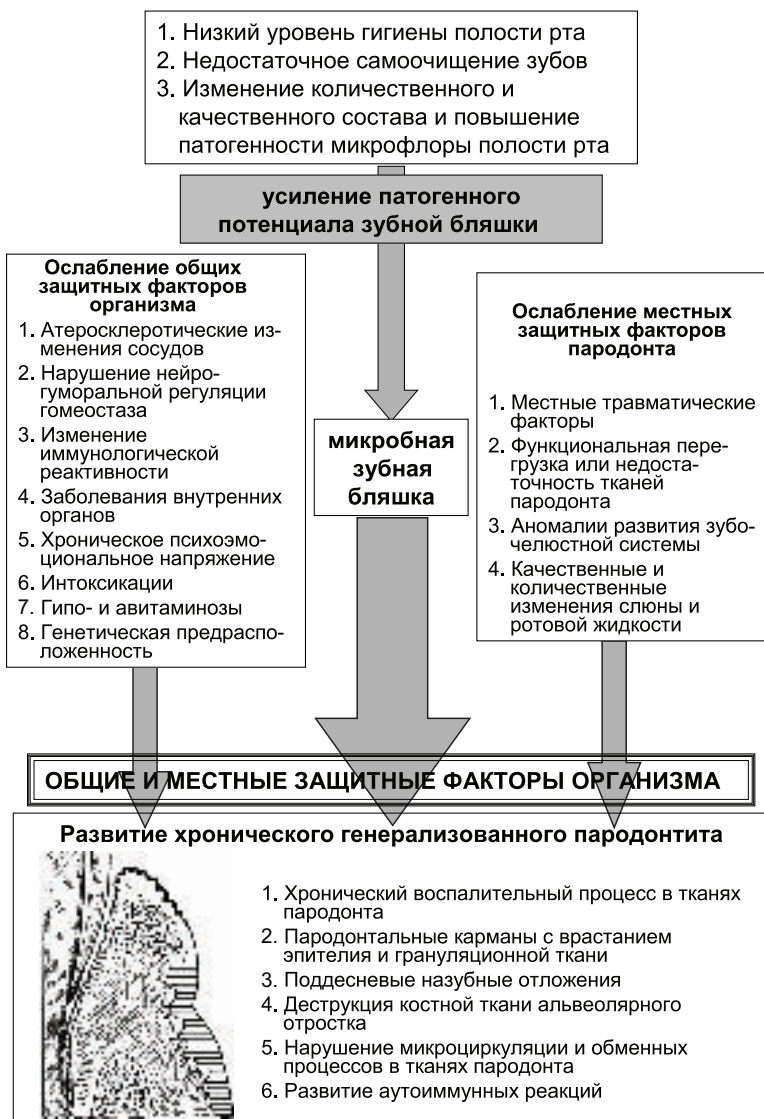 1. Низкий уровень гигиены полости рта
2. Недостаточное самоочищение зубов
3. Изменение количественного и
качественного состава и повышение
патогенности микрофлоры полости рта
усиление патогенного
потенциала зубной бляшки
Ослабление общих
защитных факторов
организма
1. Атеросклеротические из-
менения сосудов
2. Нарушение нейро-
гуморальной регуляции
гомеостаза
3. Изменение
иммунологической
реактивности
4. Заболевания внутренних
органов
5. Хроническое психоэмо-
циональное напряжение
6. Интоксикации
7. Гипо- и авитаминозы
8. Генетическая предраспо-
ложенность
микробная
зубная
бляшка
Ослабление местных
защитных факторов
пародонта
1. Местные травматические
факторы
2. Функциональная пере-
грузка или недоста-
точность тканей
пародонта
3. Аномалии развития зубо-
челюстной системы
4. Качественные и
количественные
изменения слюны и
ротовой жидкости
ОБЩИЕ И МЕСТНЫЕ ЗАЩИТНЫЕ ФАКТОРЫ ОРГАНИЗМА
Развитие хронического генерализованного пародонтита
1. Хронический воспалительный процесс в тканях
пародонта
2. Пародонтальные карманы с врастанием
эпителия и грануляционной ткани
3. Поддесневые назубные отложения
4. Деструкция костной ткани альвеолярного
отростка
5. Нарушение микроциркуляции и обменных
процессов в тканях пародонта
6. Развитие аутоиммунных реакций